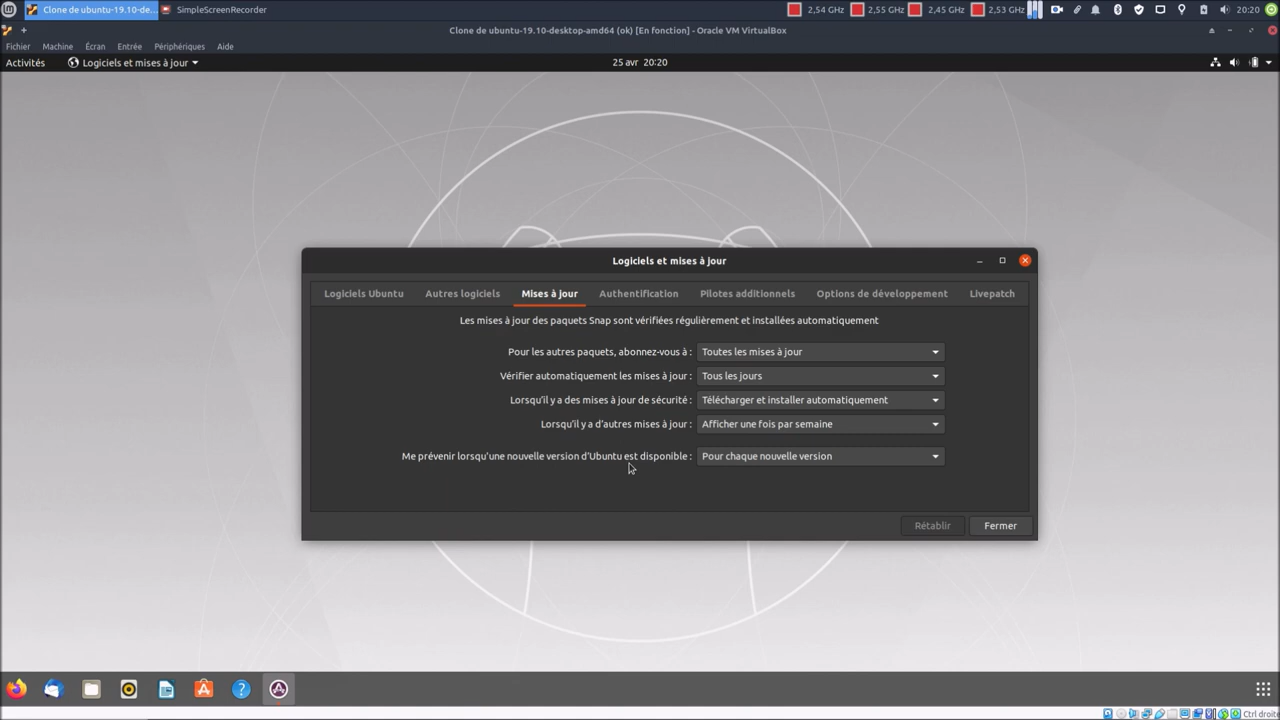 Clone de ubuntu-19.10-de... SimpleScreenRecorder 2,54 GHz 2,55 GHz 2,45 GHz 2,53 GHz 20:20
Clone de ubuntu-19.10-desktop-amd64 (ok) [En fonction] - Oracle VM VirtualBox
Fichier Machine Écran Entrée Périphériques Aide
Activités Logiciels et mises à jour 25 avr 20:20
Logiciels et mises à jour
Logiciels Ubuntu Autres logiciels Mises à jour Authentification Pilotes additionnels Options de développement Livepatch
Les mises à jour des paquets Snap sont vérifiées régulièrement et installées automatiquement
Pour les autres paquets, abonnez-vous à : Toutes les mises à jour
Vérifier automatiquement les mises à jour : Tous les jours
Lorsqu'il y a des mises à jour de sécurité : Télécharger et installer automatiquement
Lorsqu'il y a d'autres mises à jour : Afficher une fois par semaine
Me prévenir lorsqu'une nouvelle version d'Ubuntu est disponible : Pour chaque nouvelle version
Rétablir Fermer
Ctrl droite